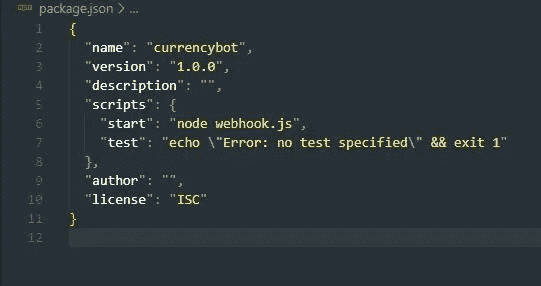 package.json > ...
1 {
2 "name": "currencybot",
3 "version": "1.0.0",
4 "description": "",
5 "scripts": {
6 "start": "node webhook.js",
7 "test": "echo \"Error: no test specified\" && exit 1"
8 },
9 "author": "",
10 "license": "ISC"
11 }
12